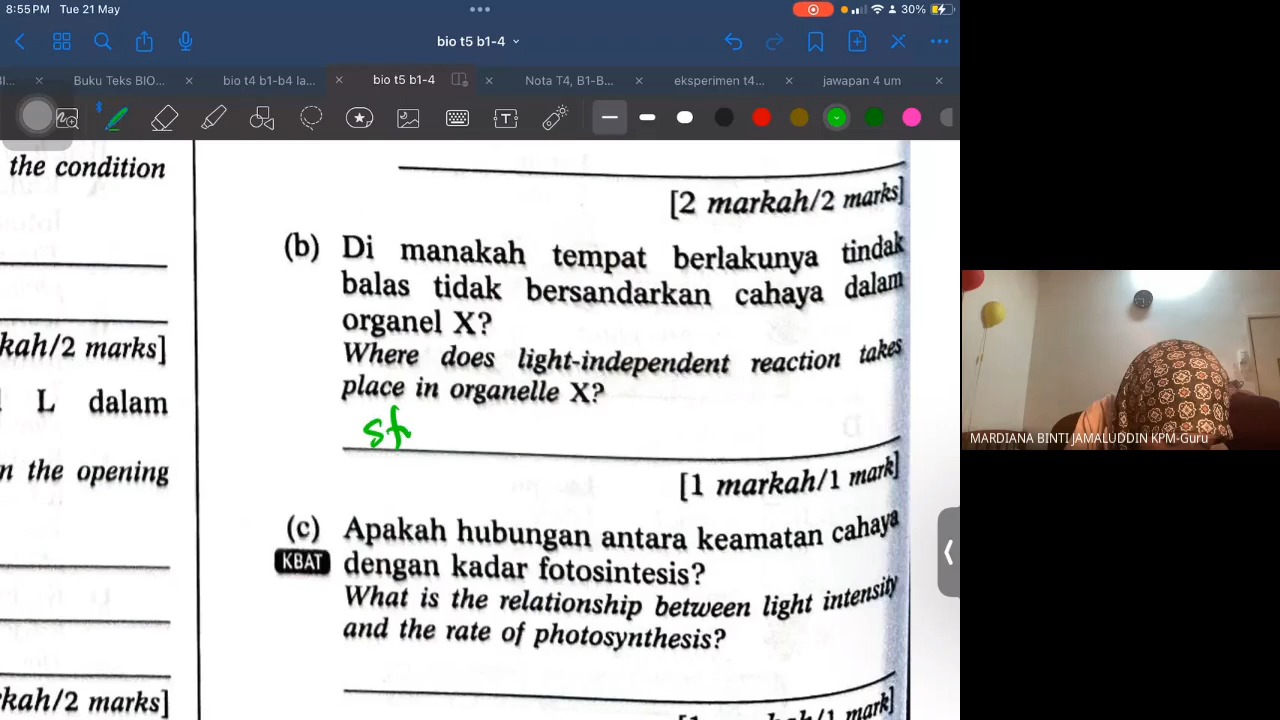 8:55 PM Tue 21 May
30%
bio t5 b1-4
Buku Teks BIO...
bio t4 b1-b4 la...
bio t5 b1-4
Nota T4, B1-B...
eksperimen t4...
jawapan 4 um
the condition
[2 markah/2 marks]
(b) Di manakah tempat berlakunya tindak
balas tidak bersandarkan cahaya dalam
organel X?
Where does light-independent reaction takes
place in organelle X?
st
[1 markah/1 mark]
kah/2 marks]
L dalam
n the opening
(c) Apakah hubungan antara keamatan cahaya
KBAT dengan kadar fotosintesis?
What is the relationship between light intensity
and the rate of photosynthesis?
kah/2 marks]
MARDIANA BINTI JAMALUDDIN KPM-Guru